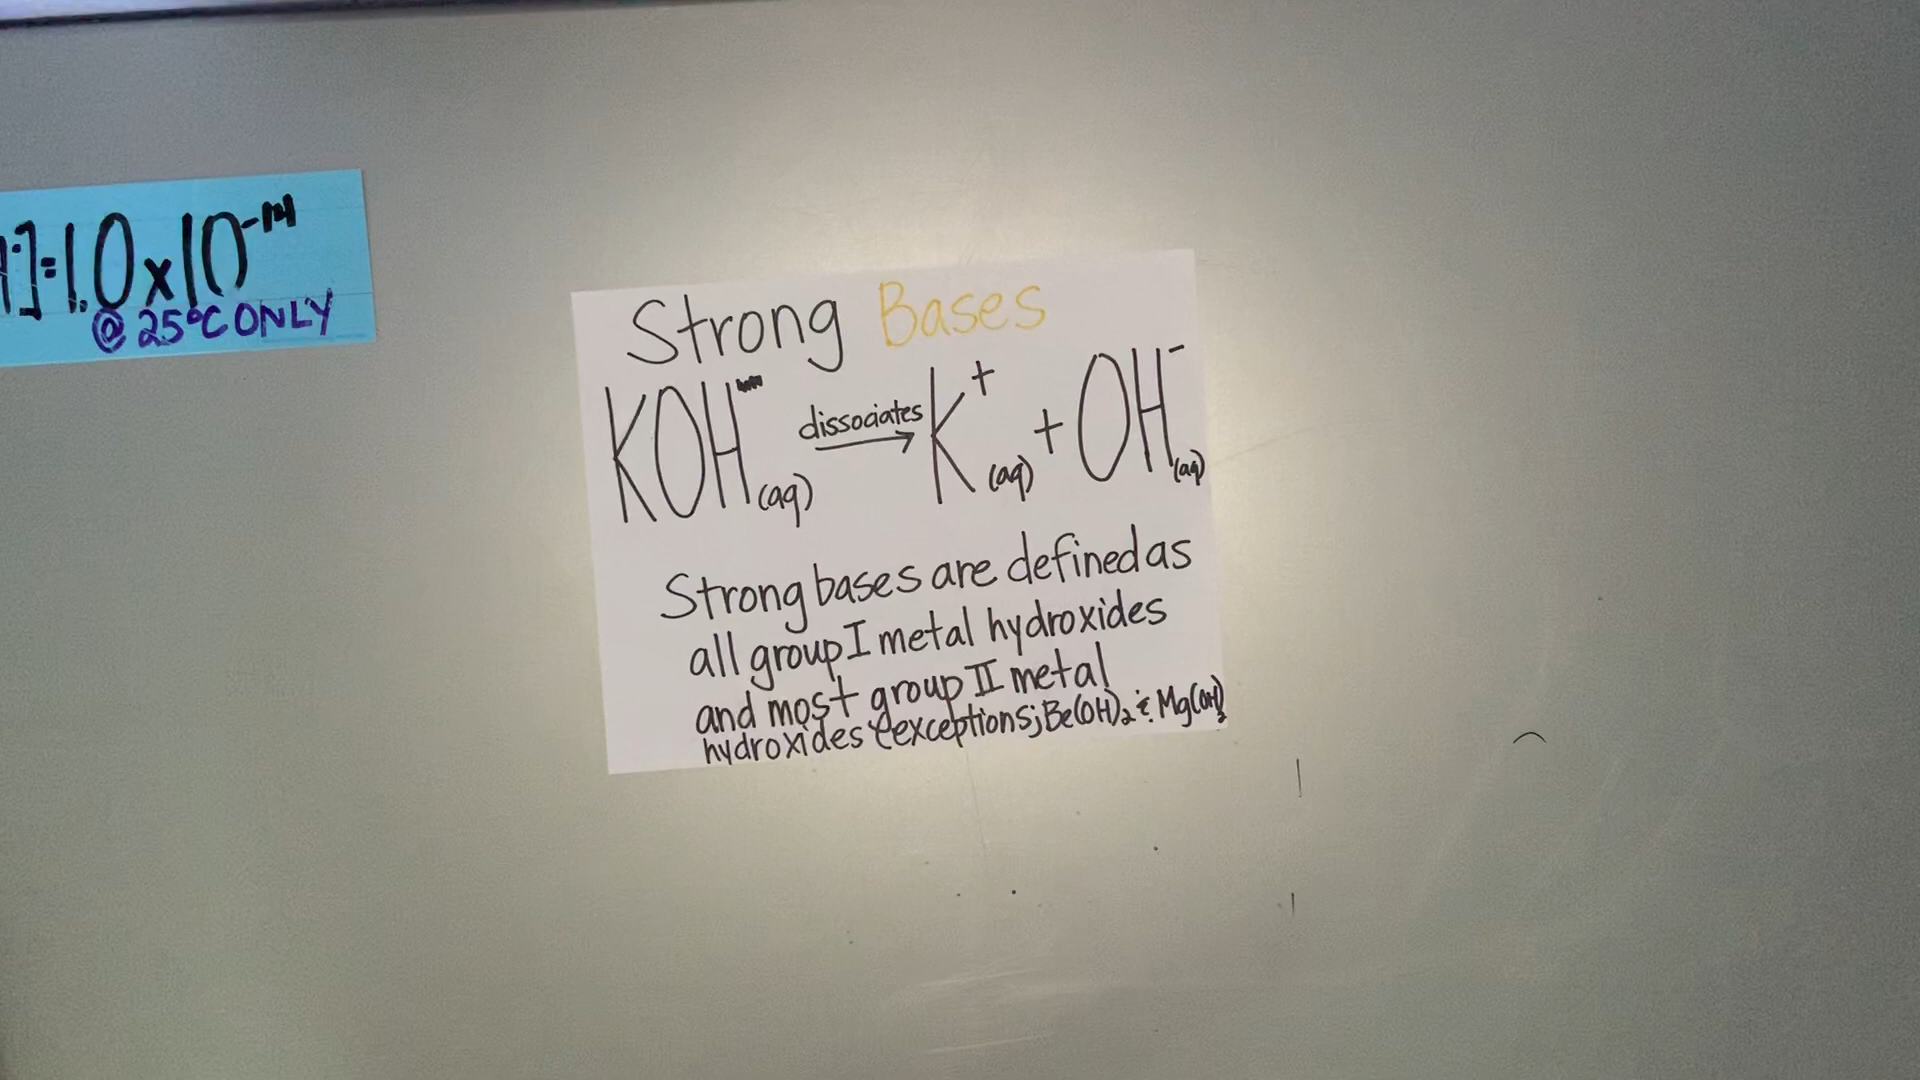 ]=1.0x10⁻¹⁴
@ 25°C ONLY
Strong Bases
KOH(aq) dissociates → K⁺(aq) + OH⁻(aq)
Strong bases are defined as
all group I metal hydroxides
and most group II metal
hydroxides exceptions; Be(OH)₂ & Mg(OH)₂